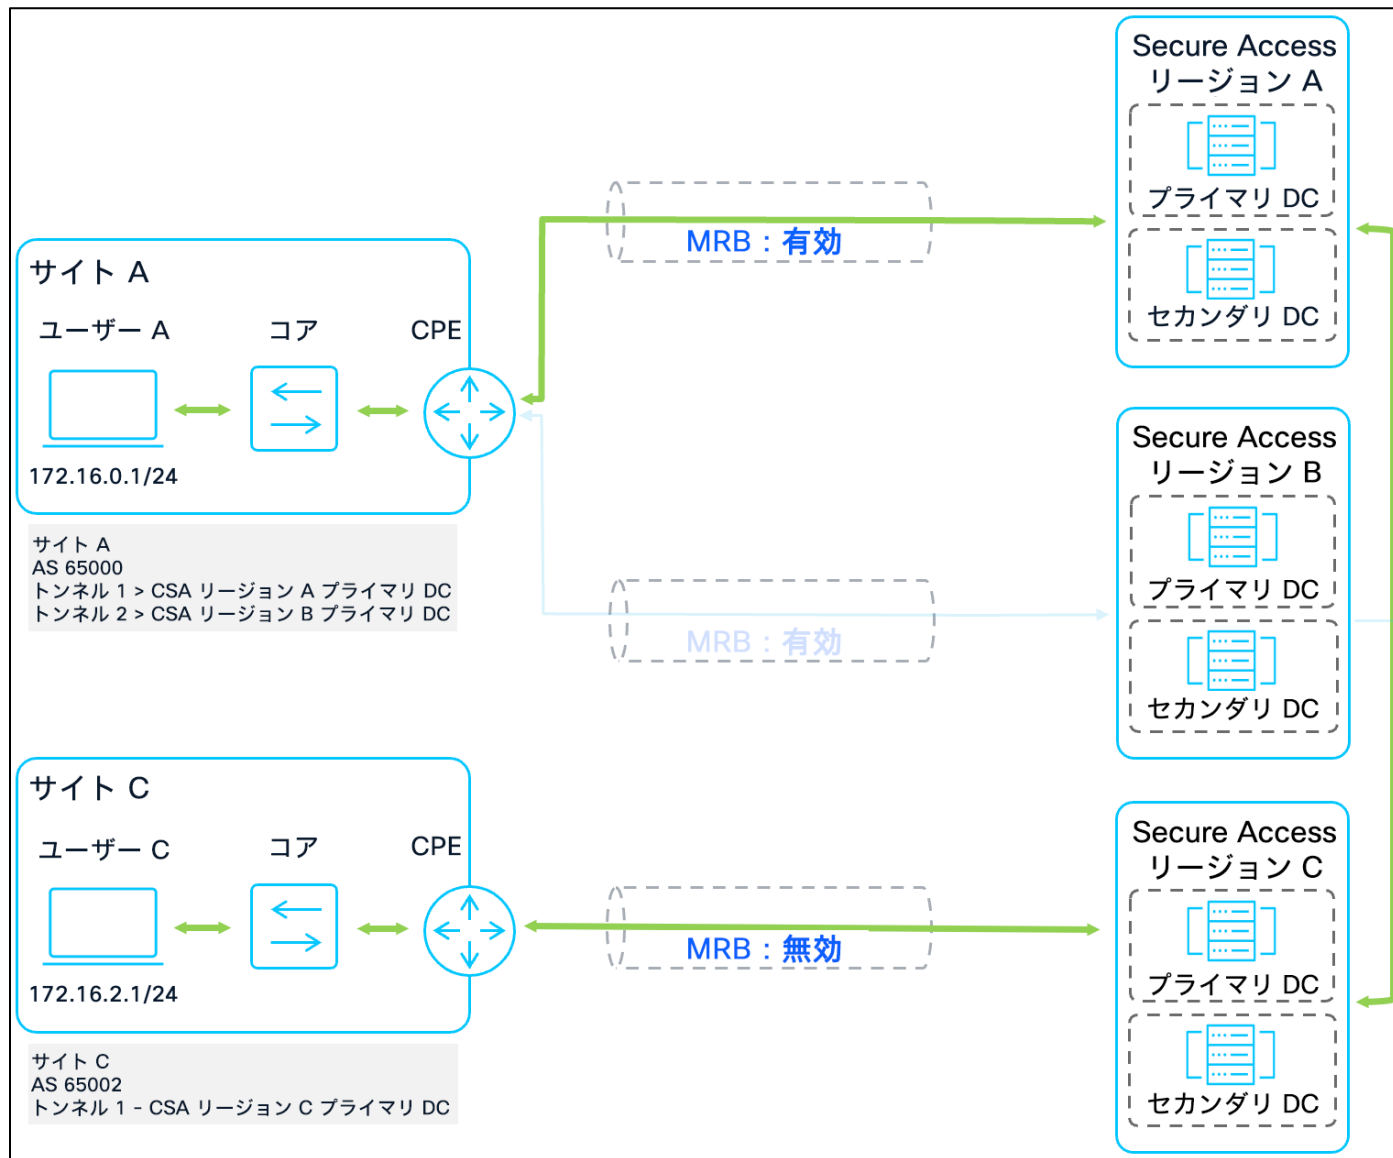 Secure Access
リージョン A
プライマリ DC
セカンダリ DC
MRB：有効
サイト A
ユーザー A
コア
CPE
172.16.0.1/24
サイト A
AS 65000
トンネル 1 > CSA リージョン A プライマリ DC
トンネル 2 > CSA リージョン B プライマリ DC
Secure Access
リージョン B
プライマリ DC
セカンダリ DC
MRB：有効
サイト C
ユーザー C
コア
CPE
172.16.2.1/24
サイト C
AS 65002
トンネル 1 - CSA リージョン C プライマリ DC
MRB：無効
Secure Access
リージョン C
プライマリ DC
セカンダリ DC